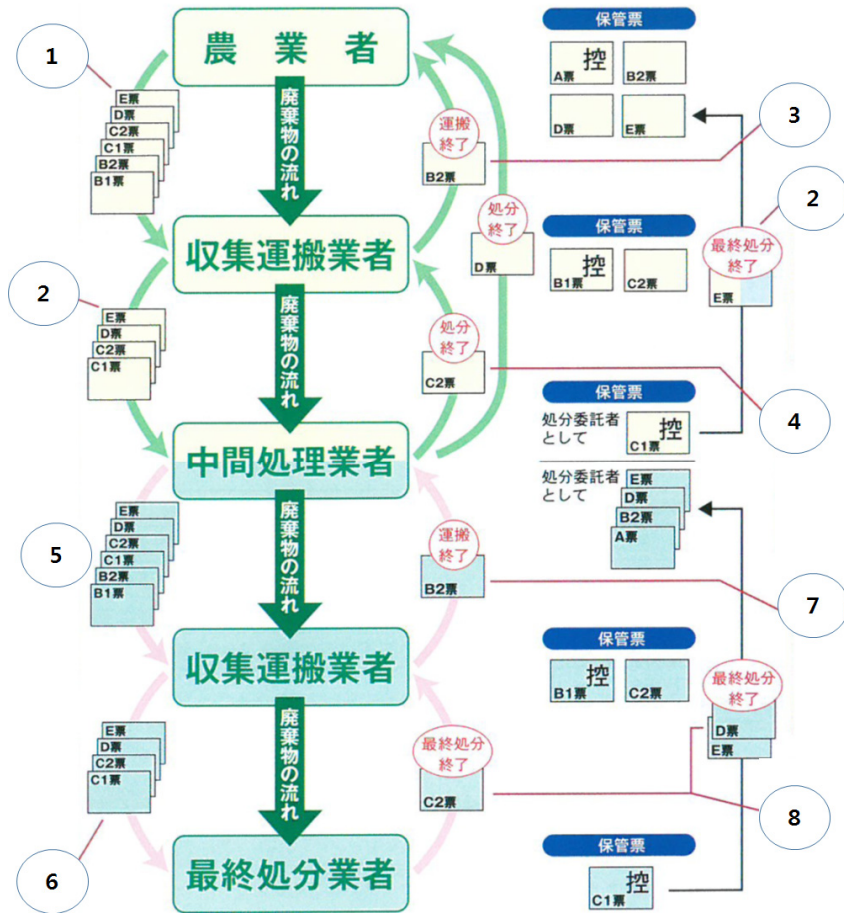 農業者
保管票
1
控
A票
B2票
D票
E票
3
E票
D票
C2票
C1票
B2票
B1票
廃棄物の流れ
運搬
終了
B2票
2
処分
終了
D票
収集運搬業者
保管票
控
B1票
C2票
最終処分
終了
E票
2
E票
D票
C2票
C1票
廃棄物の流れ
処分
終了
C2票
4
保管票
処分委託者
として
控
C1票
中間処理業者
処分委託者
として
E票
D票
B2票
A票
5
E票
D票
C2票
C1票
B2票
B1票
廃棄物の流れ
運搬
終了
B2票
7
収集運搬業者
保管票
控
B1票
C2票
最終処分
終了
D票
E票
E票
D票
C2票
C1票
廃棄物の流れ
最終処分
終了
C2票
8
6
最終処分業者
保管票
控
C1票